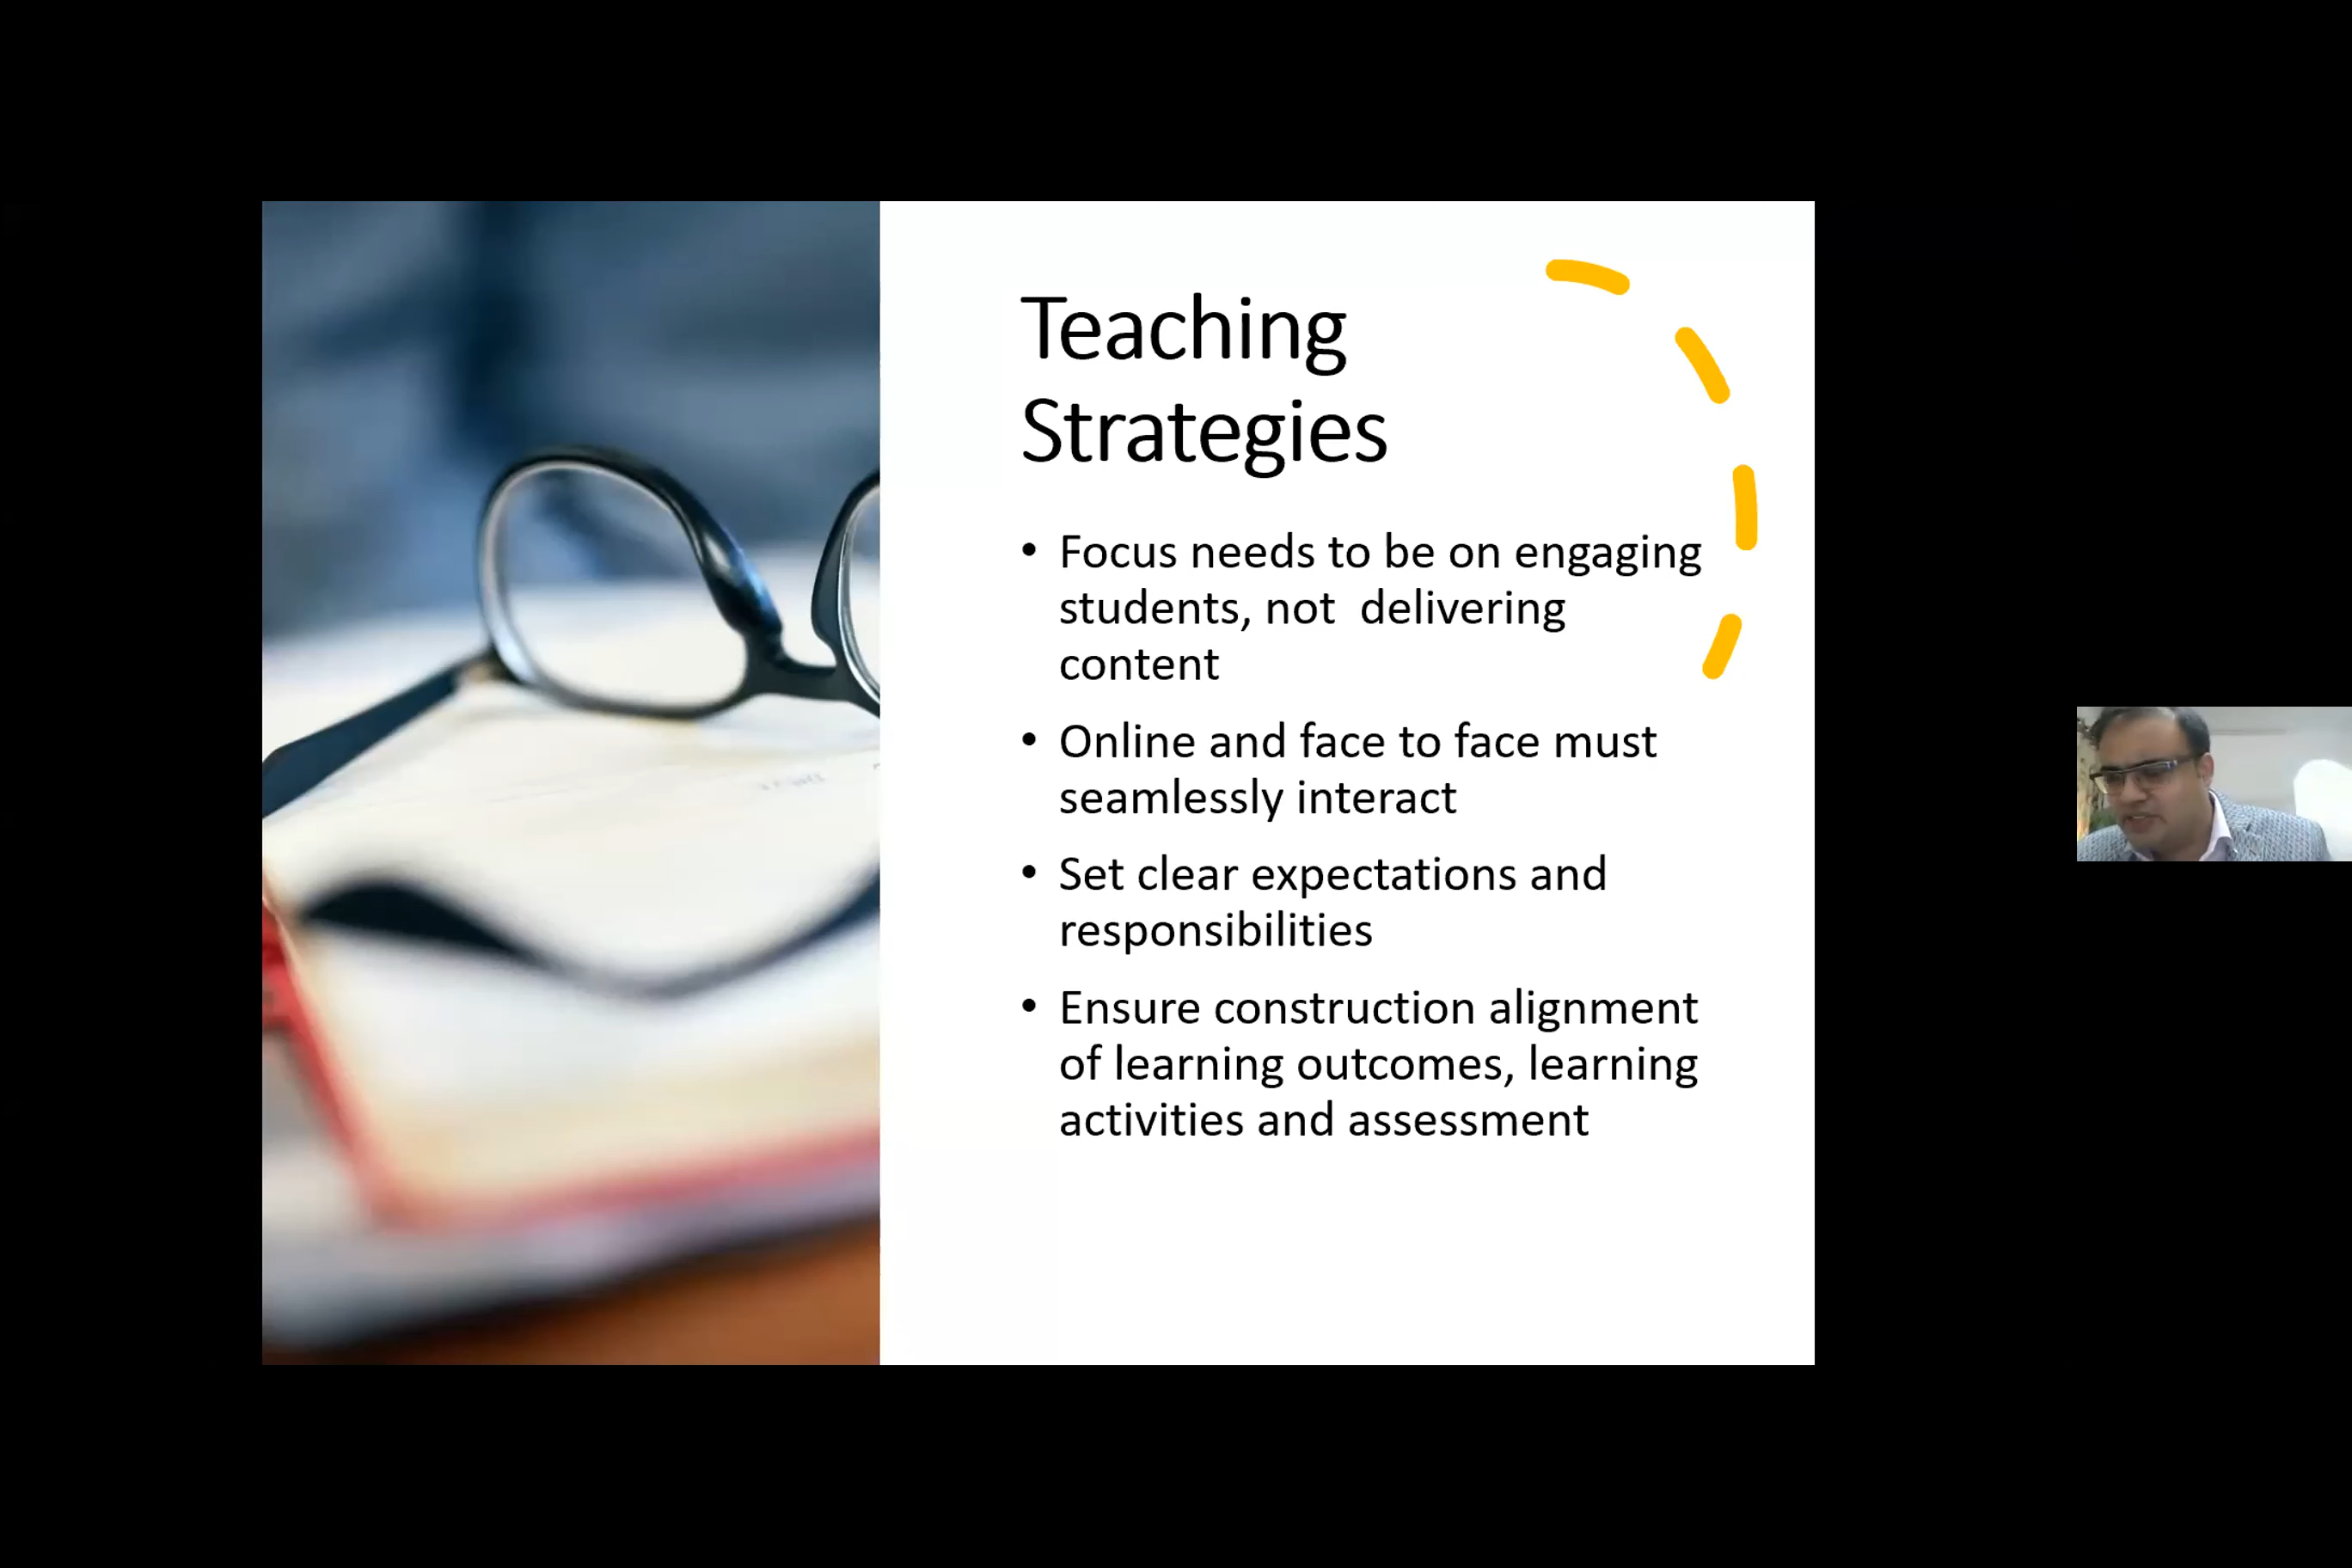 Teaching
Strategies
• Focus needs to be on engaging
students, not  delivering
content
• Online and face to face must
seamlessly interact
• Set clear expectations and
responsibilities
• Ensure construction alignment
of learning outcomes, learning
activities and assessment